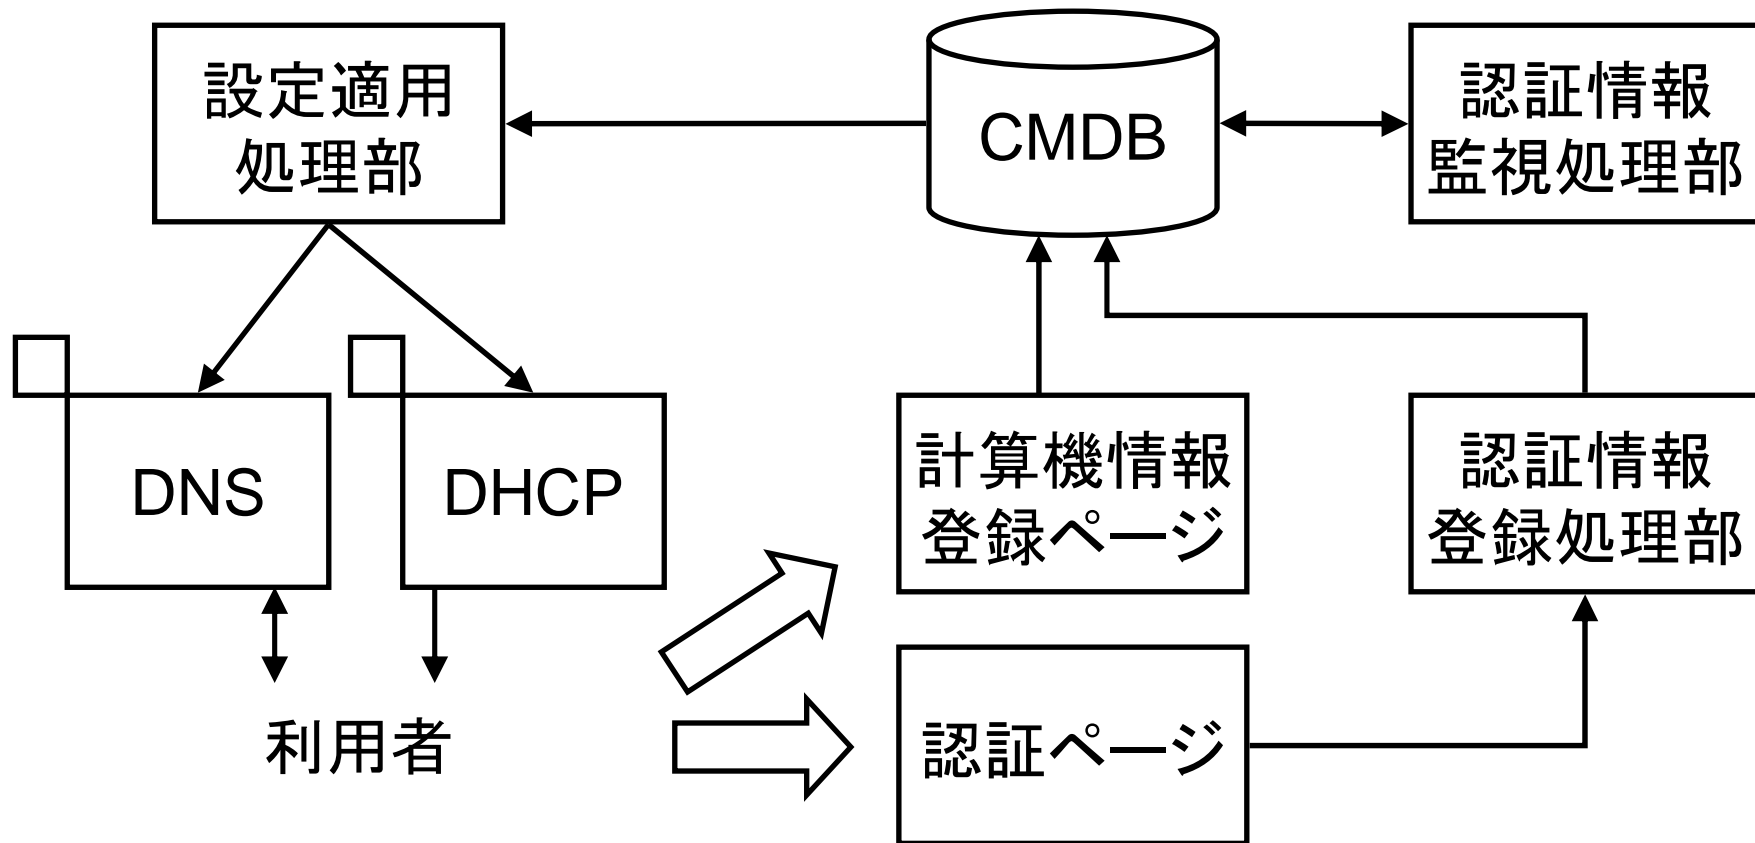 設定適用
処理部
CMDB
認証情報
監視処理部
DNS
DHCP
計算機情報
登録ページ
認証情報
登録処理部
利用者
認証ページ